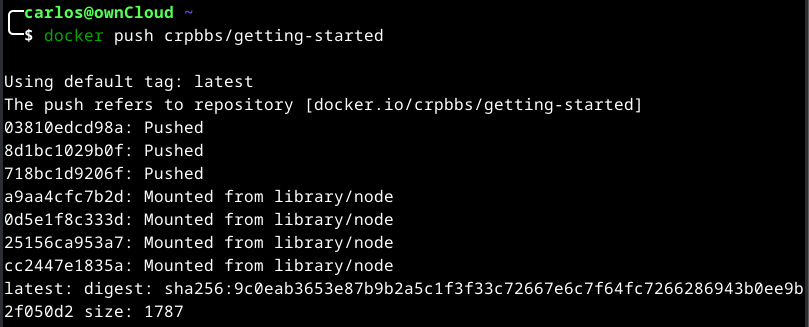 carlos@ownCloud ~
$ docker push crpbbs/getting-started
Using default tag: latest
The push refers to repository [docker.io/crpbbs/getting-started]
03810edcd98a: Pushed
8d1bc1029b0f: Pushed
718bc1d9206f: Pushed
a9aa4cfc7b2d: Mounted from library/node
0d5e1f8c333d: Mounted from library/node
25156ca953a7: Mounted from library/node
cc2447e1835a: Mounted from library/node
latest: digest: sha256:9c0eab3653e87b9b2a5c1f3f33c72667e6c7f64fc7266286943b0ee9b
2f050d2 size: 1787